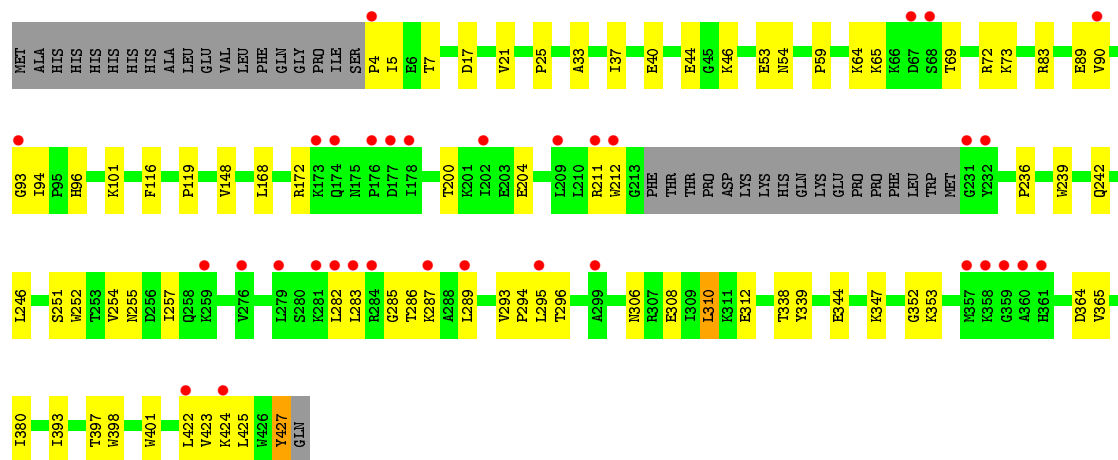 MET ALA HIS HIS HIS HIS HIS HIS ALA LEU GLU VAL LEU PHE GLN GLY PRO ILE SER P4 I5 E6 T7 D17 V21 P25 A33 I37 E40 E44 G45 K46 E53 N54 P59 K64 K65 K66 D67 S68 T69 R72 K73 R83 E89 V90
G93 I94 P95 H96 K101 F116 P119 V148 L168 R172 K173 Q174 N175 P176 D177 I178 T200 K201 I202 E203 E204 L209 L210 R211 W212 G213 PHE THR THR PRO ASP LYS LYS HIS GLN LYS GLU PRO PRO PHE LEU TRP MET G231 Y232 P236 W239 Q242
L246 S251 W252 T253 V254 N255 D256 I257 Q258 K259 V276 L279 S280 K281 L282 L283 R284 G285 T286 K287 A288 L289 V293 P294 L295 T296 A299 N306 R307 E308 I309 L310 K311 E312 T338 Y339 E344 K347 G352 K353 M357 K358 G359 A360 H361 D364 V365
I380 I393 T397 W398 W401 L422 V423 K424 L425 W426 Y427 GLN